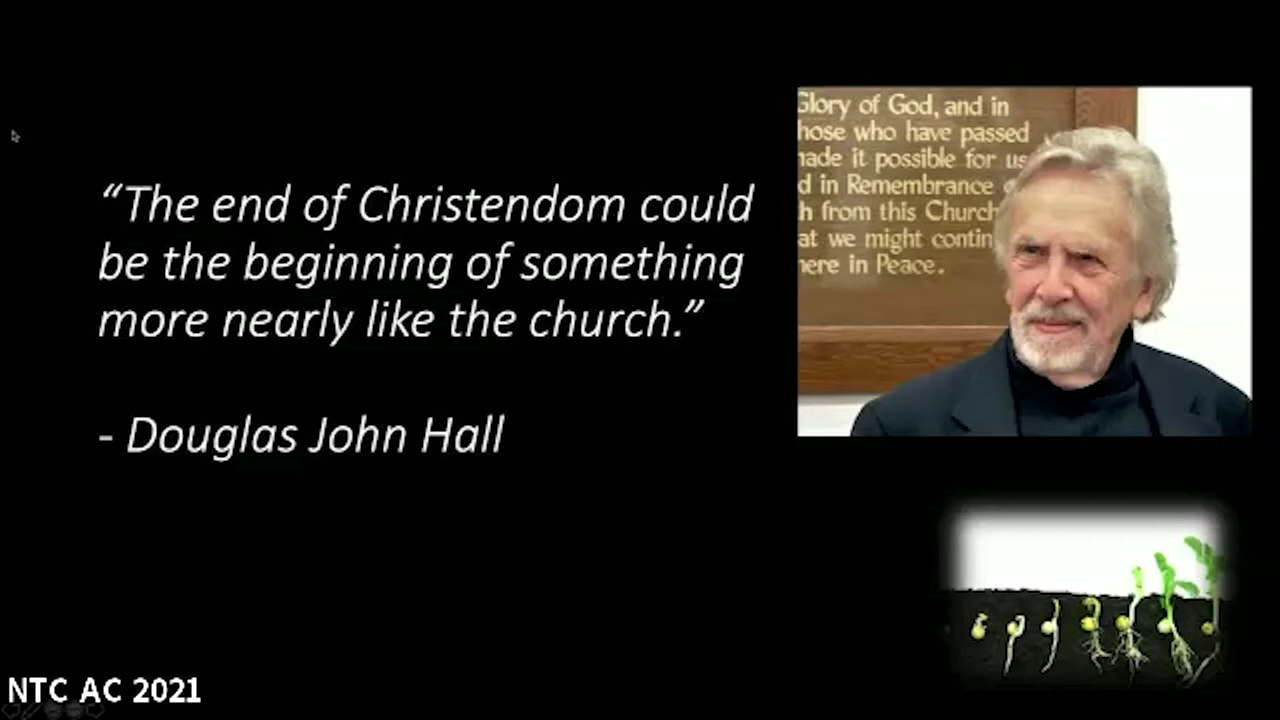 “The end of Christendom could
be the beginning of something
more nearly like the church.”
- Douglas John Hall
Glory of God, and in
hose who have passed
made it possible for us
d in Remembrance
h from this Church
at we might contin
here in Peace.
NTC AC 2021